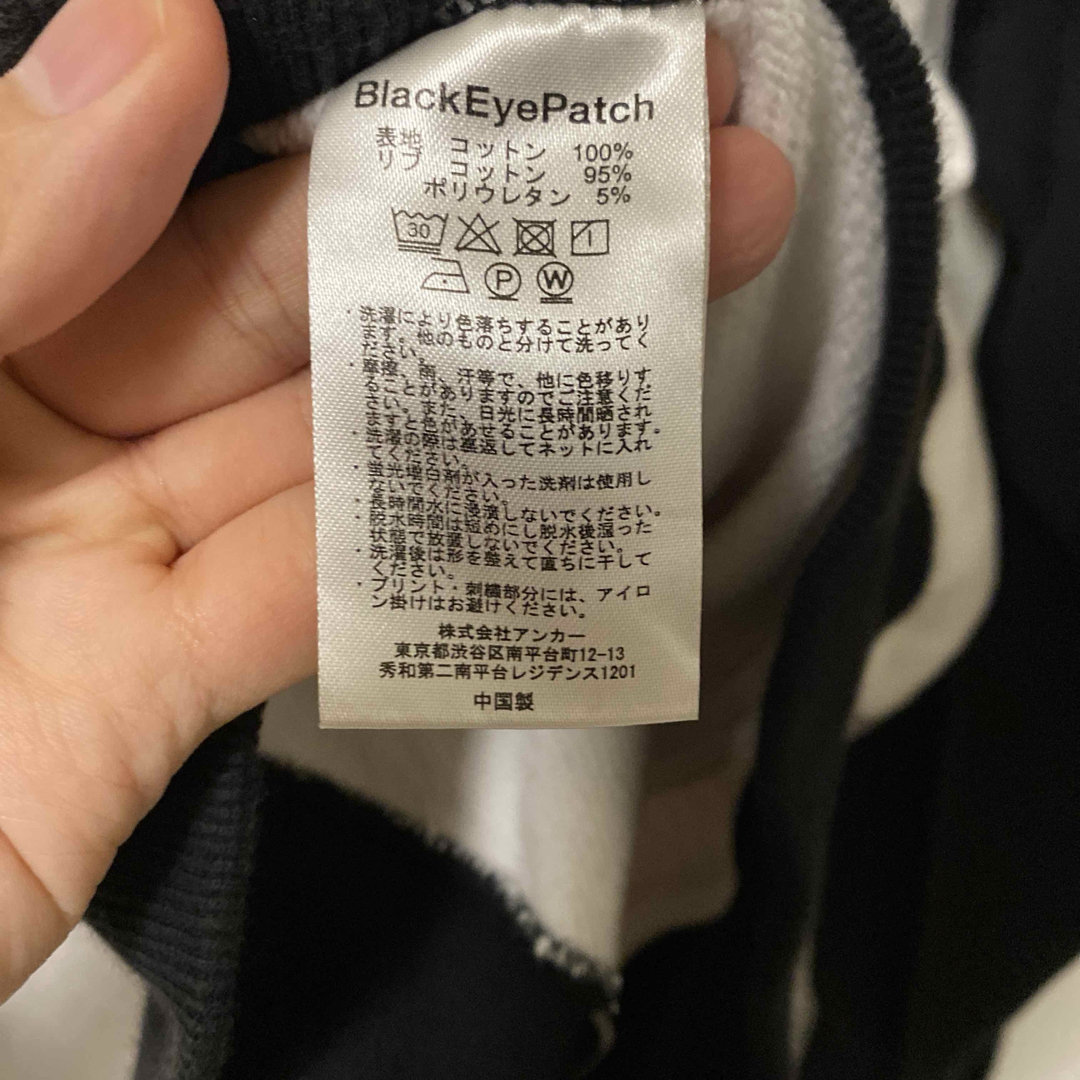 BlackEyePatch
表地 コットン 100%
リブ コットン 95%
ポリウレタン 5%
30
P W
・洗濯により色落ちすることがあり
ます。他のものと分けて洗ってく
ださい。
・摩擦、雨、汗等で、他に色移りす
ることがありますのでご注意くだ
さい。また、日光に長時間晒され
ますと色があせることがあります。
・洗濯の際は裏返してネットに入れ
てください。
・蛍光増白剤が入った洗剤は使用し
ないでください。
・長時間水に浸漬しないでください。
・脱水時間は短めにし脱水後湿った
状態で放置しないでください。
・洗濯後は形を整えて直ちに干して
ください。
・プリント・刺繍部分には、アイロ
ン掛けはお避けください。
株式会社アンカー
東京都渋谷区南平台町12-13
秀和第二南平台レジデンス1201
中国製